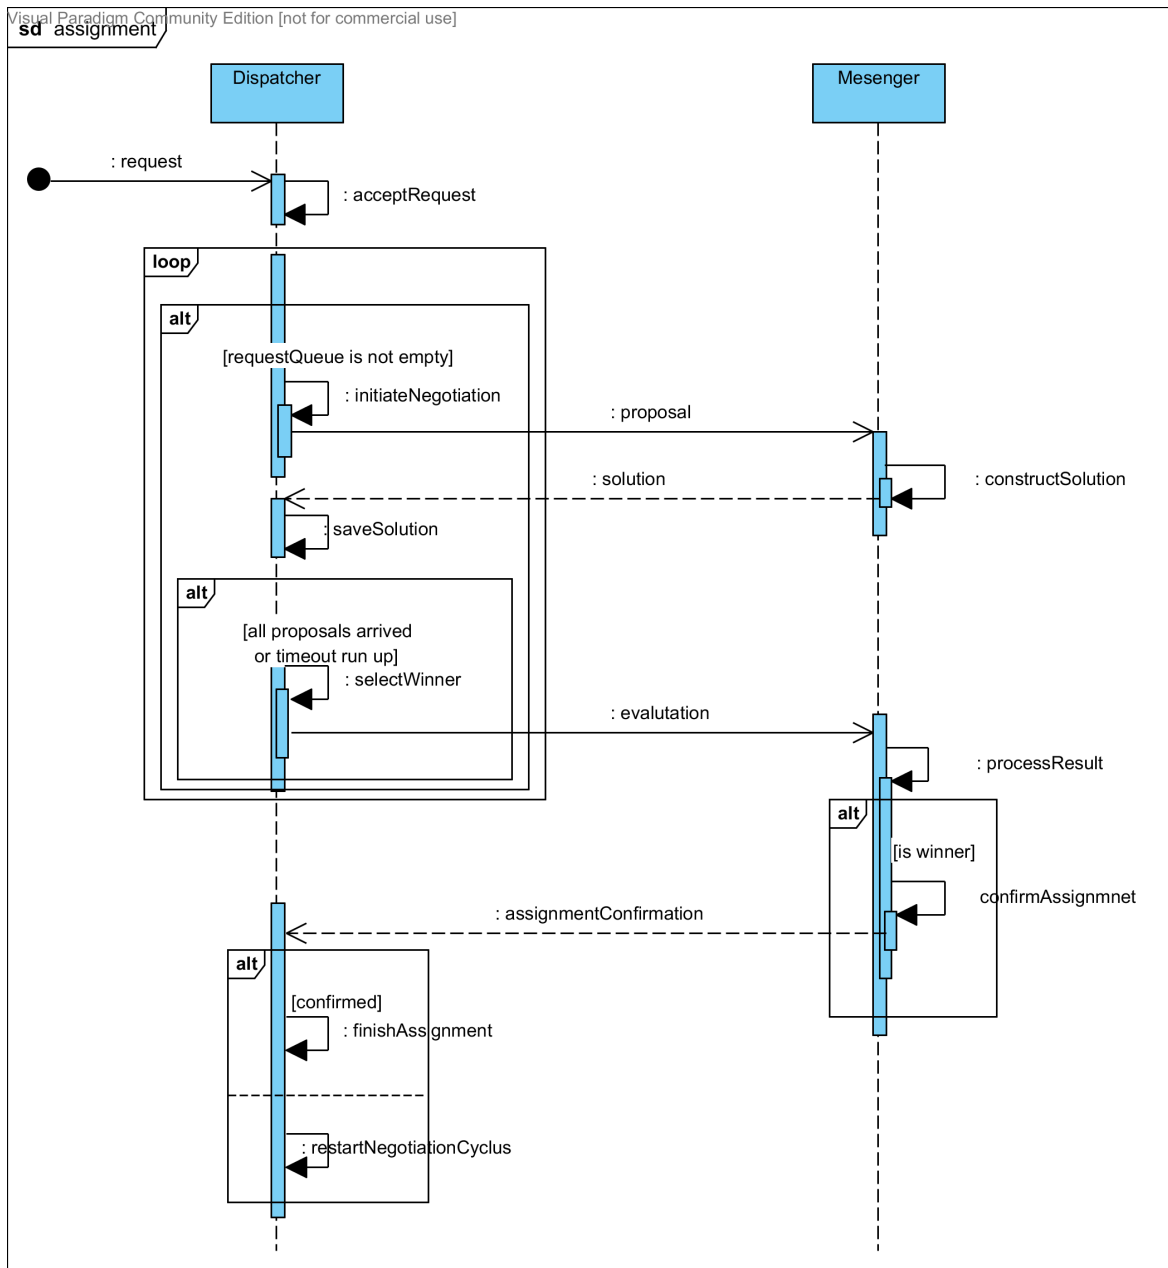 Visual Paradigm Community Edition [not for commercial use]
sd assignment
Dispatcher
Mesenger
: request
: acceptRequest
loop
alt
[requestQueue is not empty]
: initiateNegotiation
: proposal
: solution
: constructSolution
: saveSolution
alt
[all proposals arrived
or timeout run up]
: selectWinner
: evalutation
: processResult
alt
[is winner]
confirmAssignmnet
: assignmentConfirmation
alt
[confirmed]
: finishAssignment
: restartNegotiationCyclus